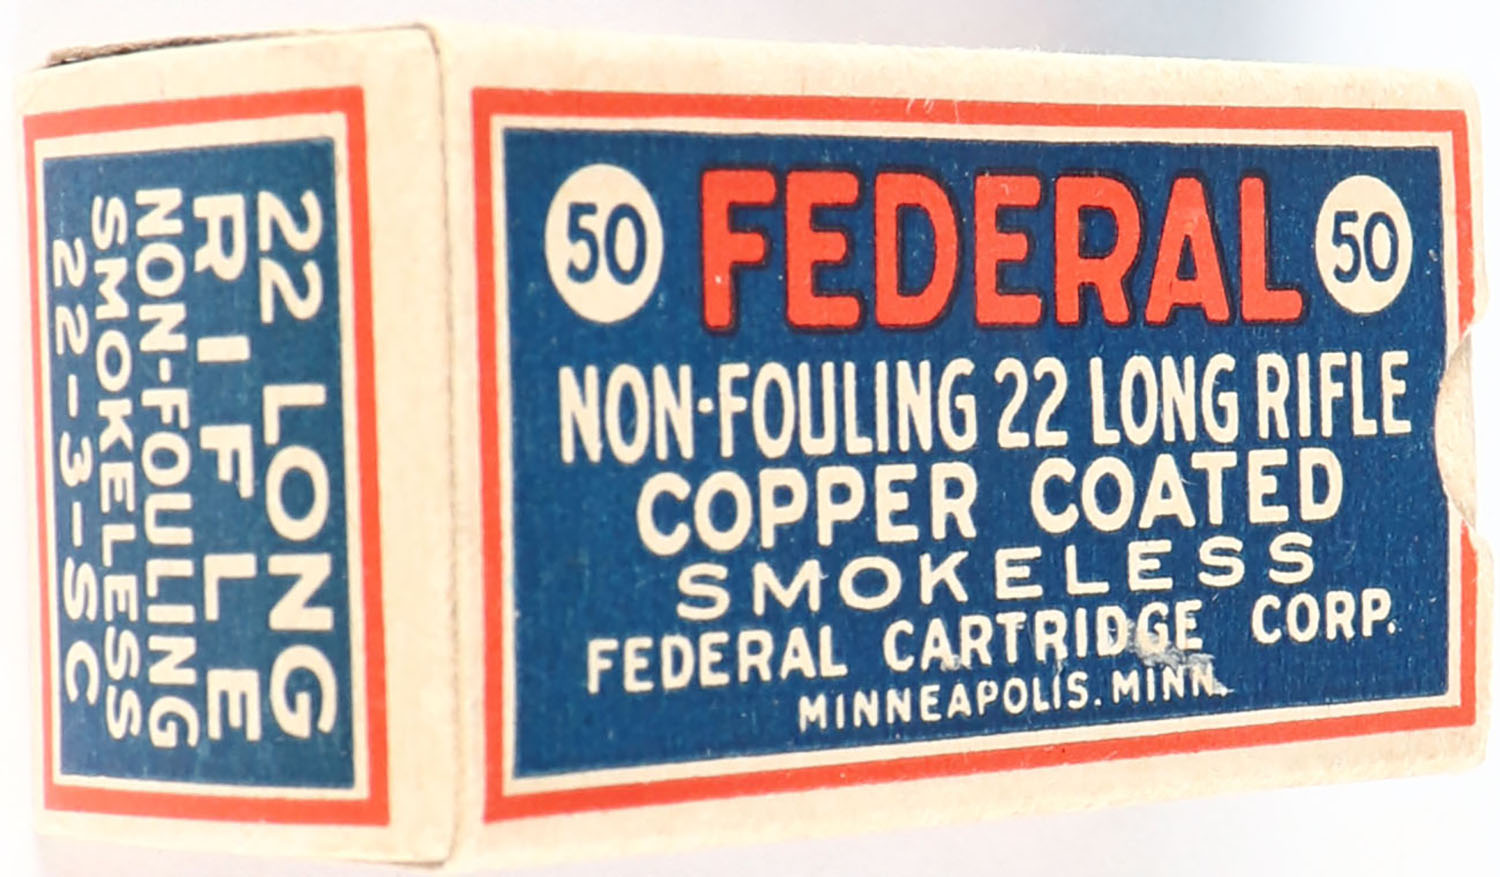 22 LONG
RIFLE
NON-FOULING
SMOKELESS
22-3-SC
50 FEDERAL 50
NON-FOULING 22 LONG RIFLE
COPPER COATED
SMOKELESS
FEDERAL CARTRIDGE CORP.
MINNEAPOLIS. MINN.